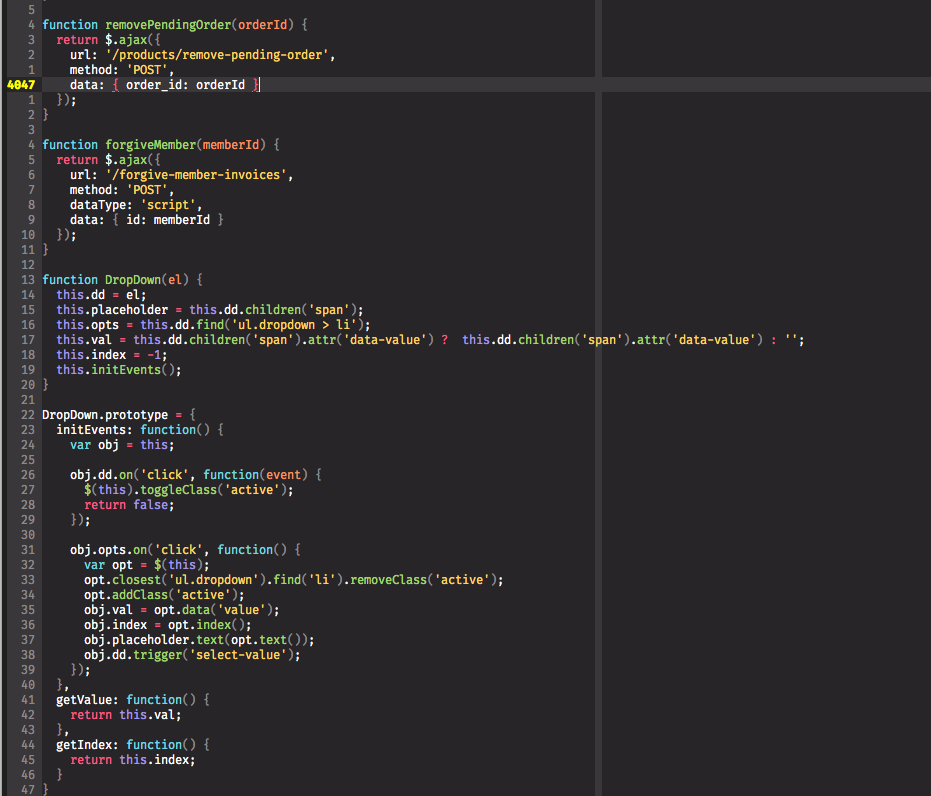 5
4 function removePendingOrder(orderId) {
3   return $.ajax({
2     url: '/products/remove-pending-order',
1     method: 'POST',
4047     data: { order_id: orderId }
1   });
2 }
3
4 function forgiveMember(memberId) {
5   return $.ajax({
6     url: '/forgive-member-invoices',
7     method: 'POST',
8     dataType: 'script',
9     data: { id: memberId }
10   });
11 }
12
13 function DropDown(el) {
14   this.dd = el;
15   this.placeholder = this.dd.children('span');
16   this.opts = this.dd.find('ul.dropdown > li');
17   this.val = this.dd.children('span').attr('data-value') ?  this.dd.children('span').attr('data-value') : '';
18   this.index = -1;
19   this.initEvents();
20 }
21
22 DropDown.prototype = {
23   initEvents: function() {
24     var obj = this;
25
26     obj.dd.on('click', function(event) {
27       $(this).toggleClass('active');
28       return false;
29     });
30
31     obj.opts.on('click', function() {
32       var opt = $(this);
33       opt.closest('ul.dropdown').find('li').removeClass('active');
34       opt.addClass('active');
35       obj.val = opt.data('value');
36       obj.index = opt.index();
37       obj.placeholder.text(opt.text());
38       obj.dd.trigger('select-value');
39     });
40   },
41   getValue: function() {
42     return this.val;
43   },
44   getIndex: function() {
45     return this.index;
46   }
47 }